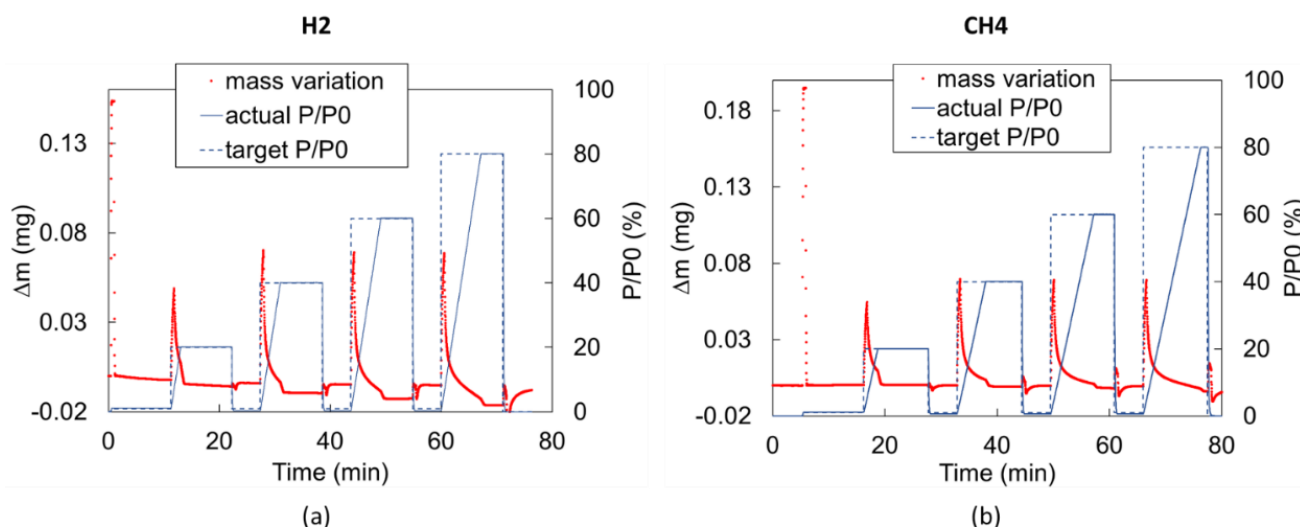 H2
mass variation
actual P/P0
target P/P0
Δm (mg)
0.13
0.08
0.03
-0.02
100
80
60
40
20
0
P/P0 (%)
0 20 40 60 80
Time (min)
(a)
CH4
mass variation
actual P/P0
target P/P0
Δm (mg)
0.18
0.13
0.08
0.03
-0.02
100
80
60
40
20
0
P/P0 (%)
0 20 40 60 80
Time (min)
(b)